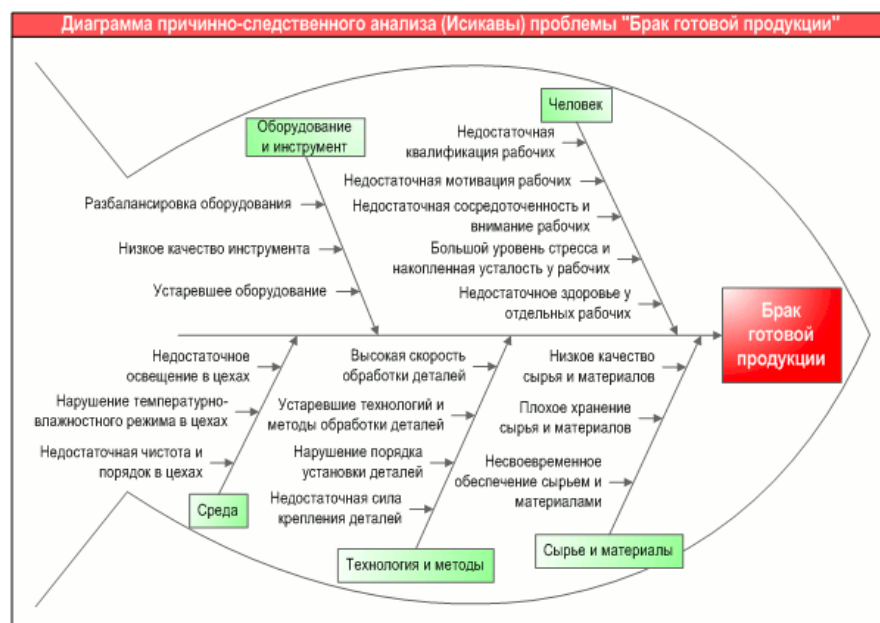 Диаграмма причинно-следственного анализа (Исикавы) проблемы "Брак готовой продукции"
Оборудование
и инструмент
Разбалансировка оборудования
Низкое качество инструмента
Устаревшее оборудование
Человек
Недостаточная
квалификация рабочих
Недостаточная мотивация рабочих
Недостаточная сосредоточенность и
внимание рабочих
Большой уровень стресса и
накопленная усталость у рабочих
Недостаточное здоровье у
отдельных рабочих
Брак
готовой
продукции
Недостаточное
освещение в цехах
Нарушение температурно-
влажностного режима в цехах
Недостаточная чистота и
порядок в цехах
Среда
Высокая скорость
обработки деталей
Устаревшие технологий и
методы обработки деталей
Нарушение порядка
установки деталей
Недостаточная сила
крепления деталей
Технология и методы
Низкое качество
сырья и материалов
Плохое хранение
сырья и материалов
Несвоевременное
обеспечение сырьем и
материалами
Сырье и материалы